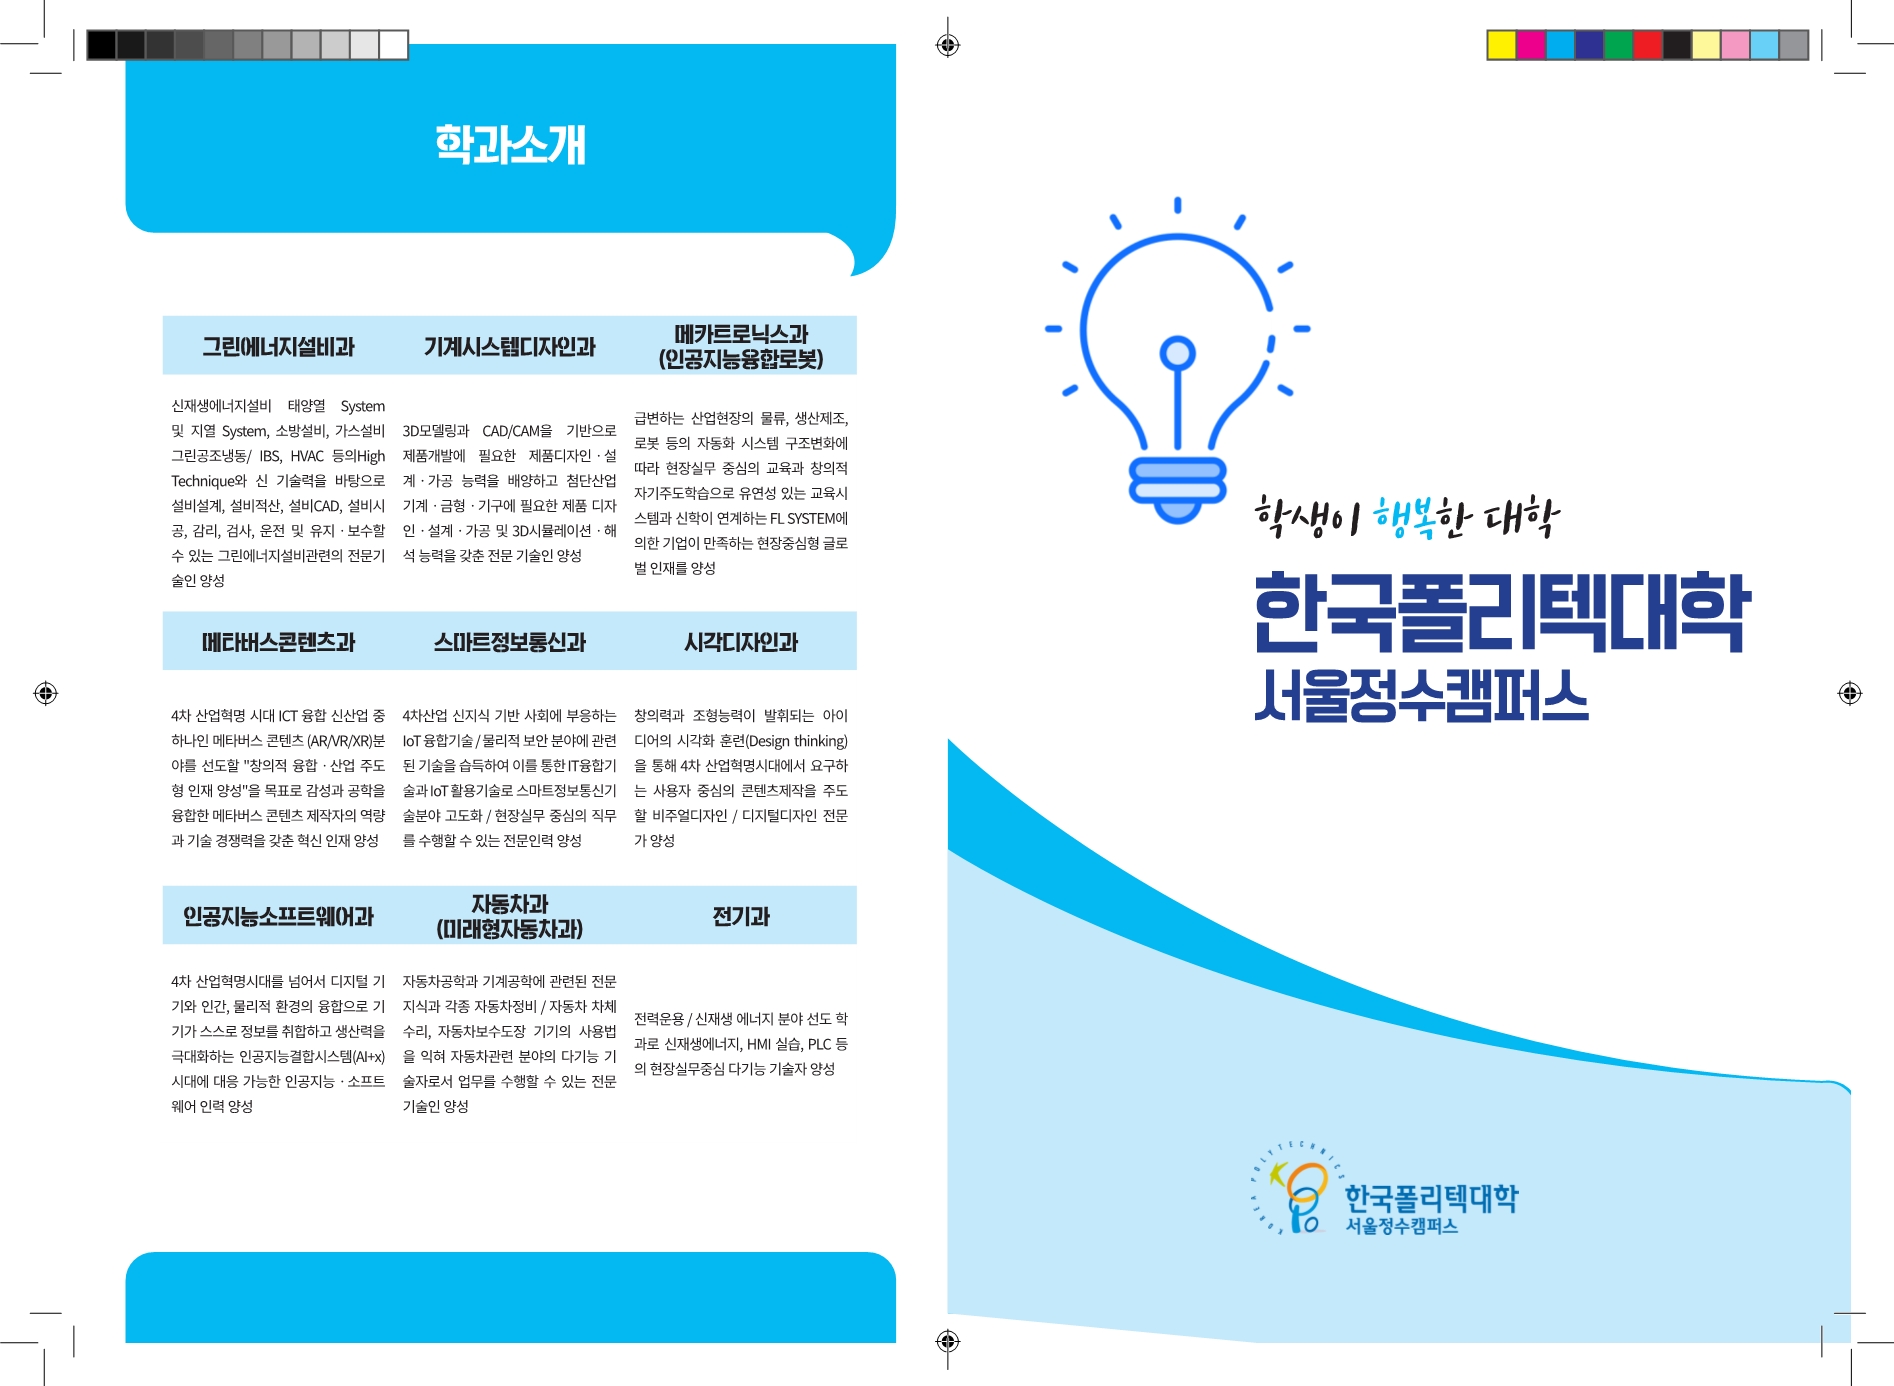 학과소개
그린에너지설비과
기계시스템디자인과
메카트로닉스과
(인공지능융합로봇)
신재생에너지설비 태양열 System
및 지열 System, 소방설비, 가스설비
그린공조냉동/ IBS, HVAC 등의High
Technique와 신 기술력을 바탕으로
설비설계, 설비적산, 설비CAD, 설비시
공, 감리, 검사, 운전 및 유지·보수할
수 있는 그린에너지설비관련의 전문기
술인 양성
3D모델링과 CAD/CAM을 기반으로
제품개발에 필요한 제품디자인·설
계·가공 능력을 배양하고 첨단산업
기계·금형·기구에 필요한 제품 디자
인·설계·가공 및 3D시뮬레이션·해
석 능력을 갖춘 전문 기술인 양성
급변하는 산업현장의 물류, 생산제조,
로봇 등의 자동화 시스템 구조변화에
따라 현장실무 중심의 교육과 창의적
자기주도학습으로 유연성 있는 교육시
스템과 신학이 연계하는 FL SYSTEM에
의한 기업이 만족하는 현장중심형 글로
벌 인재를 양성
메타버스콘텐츠과
스마트정보통신과
시각디자인과
4차 산업혁명 시대 ICT 융합 신산업 중
하나인 메타버스 콘텐츠 (AR/VR/XR)분
야를 선도할 "창의적 융합·산업 주도
형 인재 양성"을 목표로 감성과 공학을
융합한 메타버스 콘텐츠 제작자의 역량
과 기술 경쟁력을 갖춘 혁신 인재 양성
4차산업 신지식 기반 사회에 부응하는
IoT 융합기술 / 물리적 보안 분야에 관련
된 기술을 습득하여 이를 통한 IT융합기
술과 IoT 활용기술로 스마트정보통신기
술분야 고도화 / 현장실무 중심의 직무
를 수행할 수 있는 전문인력 양성
창의력과 조형능력이 발휘되는 아이
디어의 시각화 훈련(Design thinking)
을 통해 4차 산업혁명시대에서 요구하
는 사용자 중심의 콘텐츠제작을 주도
할 비주얼디자인 / 디지털디자인 전문
가 양성
인공지능소프트웨어과
자동차과
(미래형자동차과)
전기과
4차 산업혁명시대를 넘어서 디지털 기
기와 인간, 물리적 환경의 융합으로 기
기가 스스로 정보를 취합하고 생산력을
극대화하는 인공지능결합시스템(AI+x)
시대에 대응 가능한 인공지능·소프트
웨어 인력 양성
자동차공학과 기계공학에 관련된 전문
지식과 각종 자동차정비 / 자동차 차체
수리, 자동차보수도장 기기의 사용법
을 익혀 자동차관련 분야의 다기능 기
술자로서 업무를 수행할 수 있는 전문
기술인 양성
전력운용 / 신재생 에너지 분야 선도 학
과로 신재생에너지, HMI 실습, PLC 등
의 현장실무중심 다기능 기술자 양성
학생이 행복한 대학
한국폴리텍대학
서울정수캠퍼스
KOREA POLYTECHNICS
한국폴리텍대학
서울정수캠퍼스